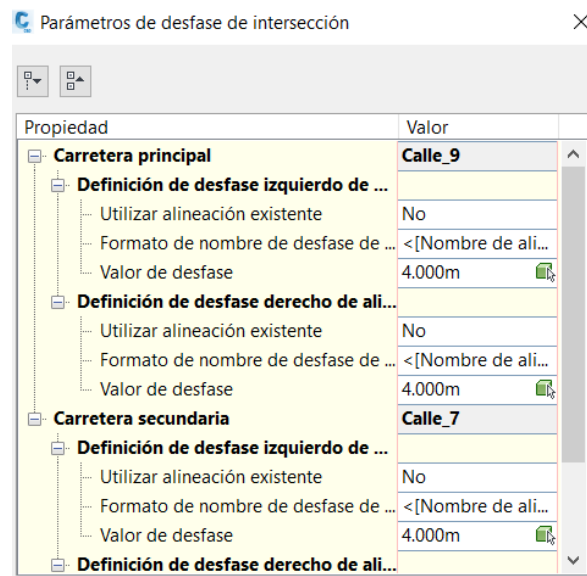 Parámetros de desfase de intersección
Propiedad Valor
Carretera principal Calle_9
Definición de desfase izquierdo de ...
Utilizar alineación existente No
Formato de nombre de desfase de ... <[Nombre de ali...
Valor de desfase 4.000m
Definición de desfase derecho de ali...
Utilizar alineación existente No
Formato de nombre de desfase de ... <[Nombre de ali...
Valor de desfase 4.000m
Carretera secundaria Calle_7
Definición de desfase izquierdo de ...
Utilizar alineación existente No
Formato de nombre de desfase de ... <[Nombre de ali...
Valor de desfase 4.000m
Definición de desfase derecho de ali...